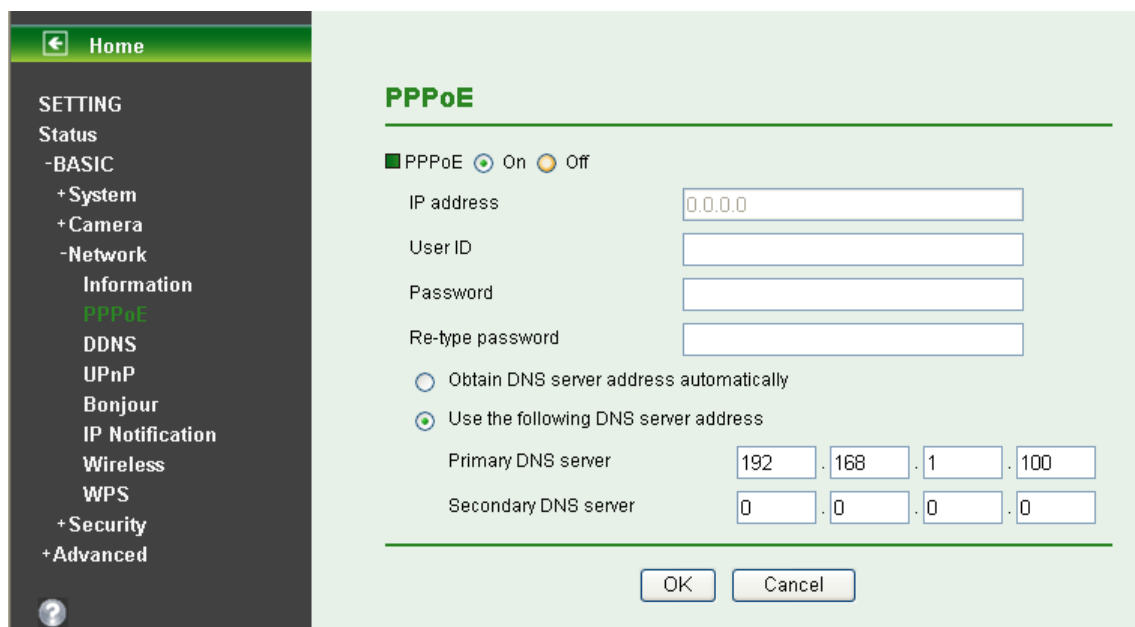 Home
SETTING
Status
-BASIC
+System
+Camera
-Network
Information
PPPoE
DDNS
UPnP
Bonjour
IP Notification
Wireless
WPS
+Security
+Advanced
?
PPPoE
PPPoE On Off
IP address 0.0.0.0
User ID
Password
Re-type password
Obtain DNS server address automatically
Use the following DNS server address
Primary DNS server 192 . 168 . 1 . 100
Secondary DNS server 0 . 0 . 0 . 0
OK Cancel